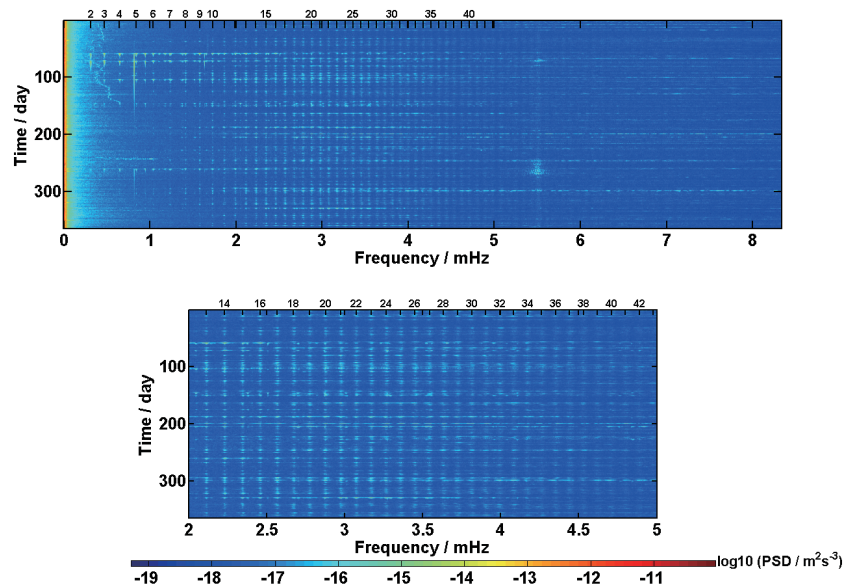 2 3 4 5 6 7 8 9 10 15 20 25 30 35 40
Time / day
100
200
300
0 1 2 3 4 5 6 7 8
Frequency / mHz
14 16 18 20 22 24 26 28 30 32 34 36 38 40 42
Time / day
100
200
300
2 2.5 3 3.5 4 4.5 5
Frequency / mHz
log10 (PSD / m²s⁻³)
-19 -18 -17 -16 -15 -14 -13 -12 -11